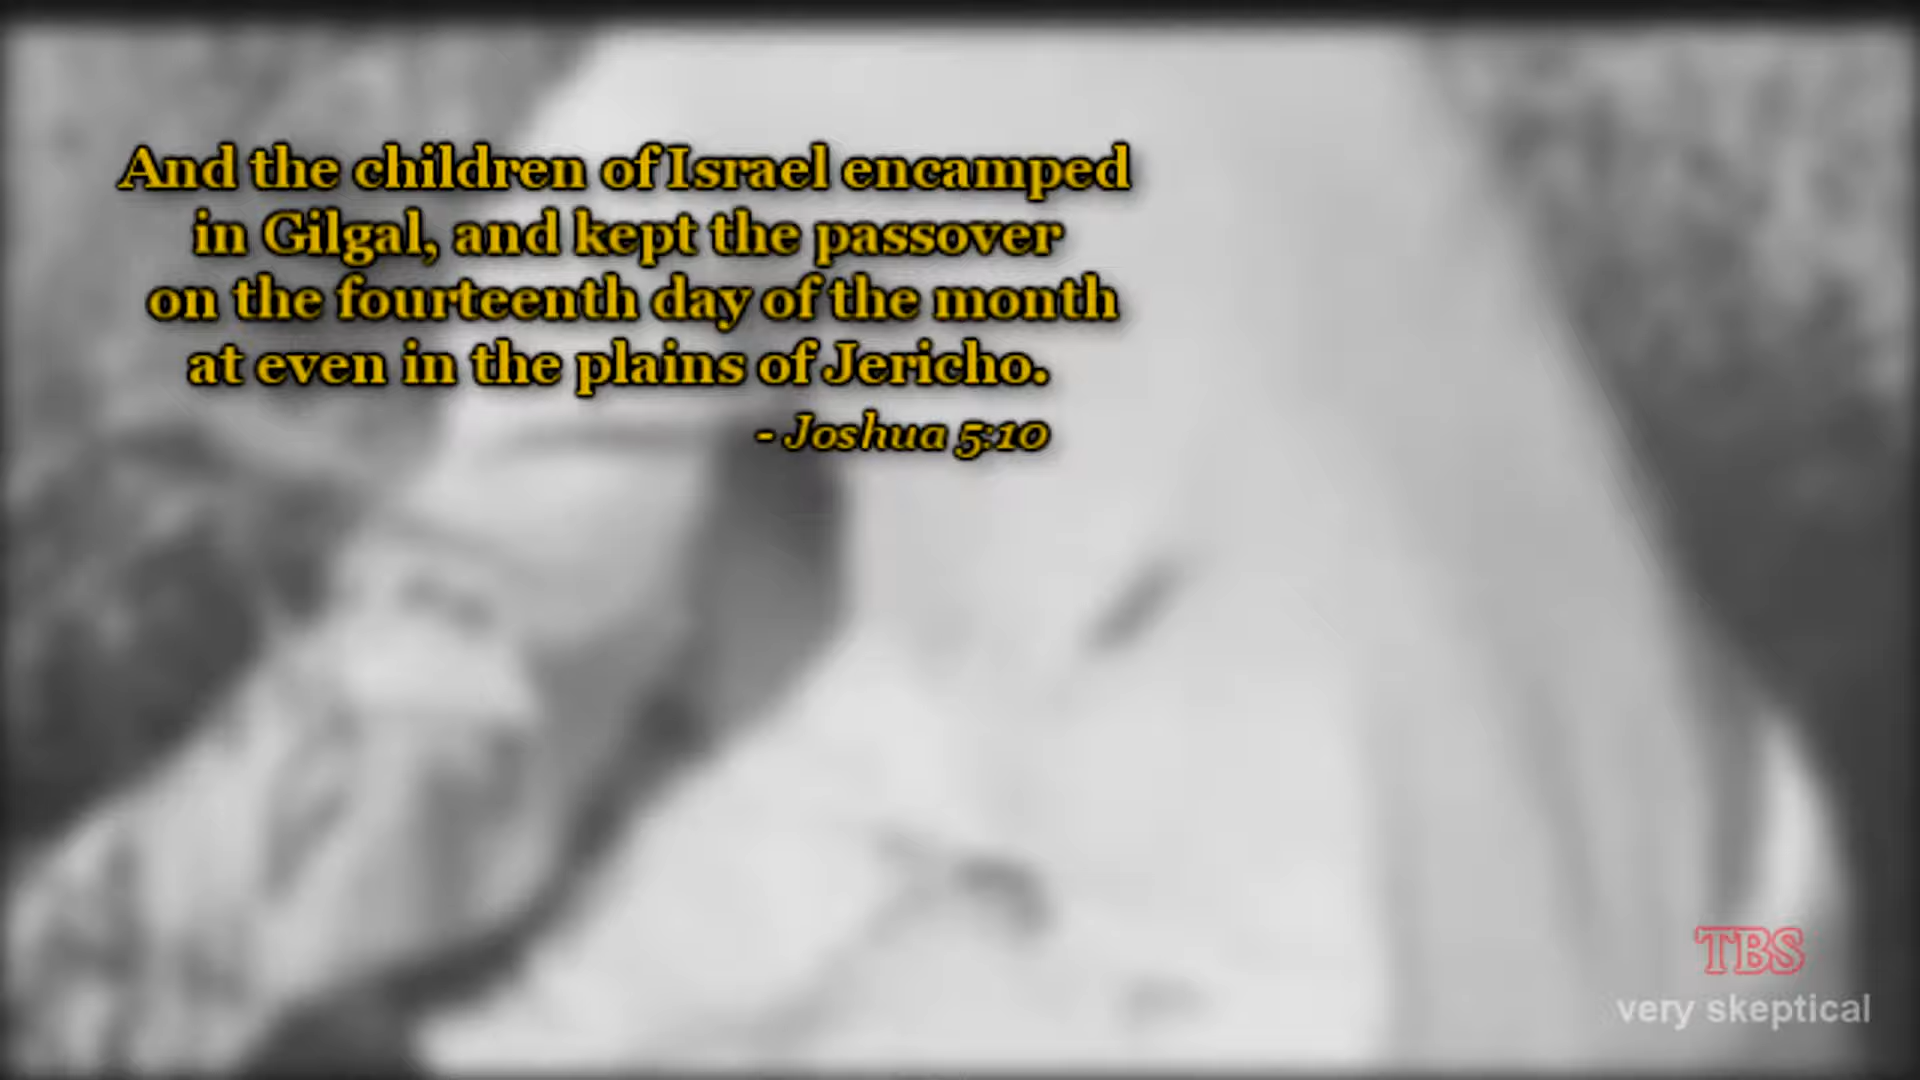 And the children of Israel encamped
in Gilgal, and kept the passover
on the fourteenth day of the month
at even in the plains of Jericho.
- Joshua 5:10
TBS
very skeptical